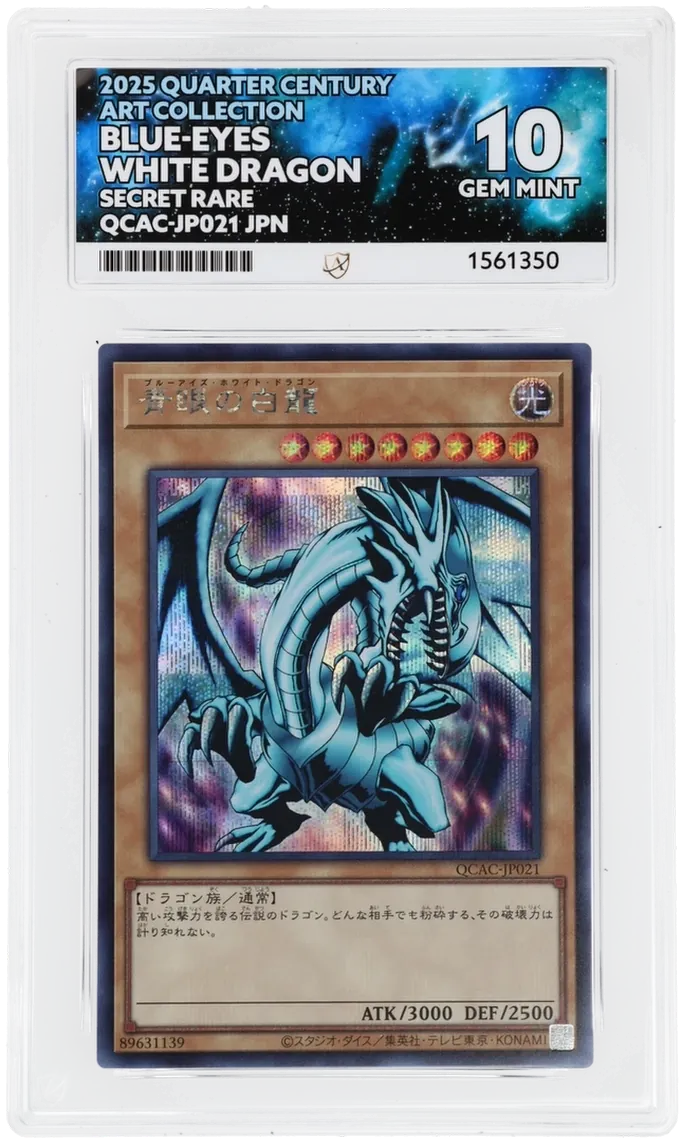 2025 QUARTER CENTURY
ART COLLECTION
BLUE-EYES
WHITE DRAGON
SECRET RARE
QCAC-JP021 JPN
10
GEM MINT
1561350
ブルーアイズ・ホワイト・ドラゴン
青眼の白龍
光
QCAC-JP021
【ドラゴン族／通常】
高い攻撃力を誇る伝説のドラゴン。どんな相手でも粉砕する、その破壊力は
計り知れない。
ATK/3000 DEF/2500
89631139
©スタジオ・ダイス／集英社・テレビ東京・KONAMI